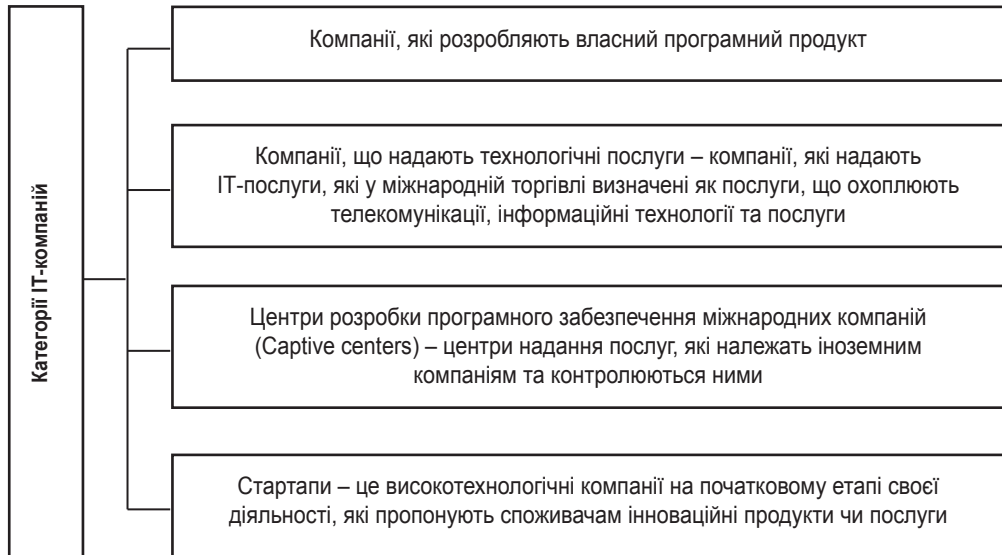 Категорії ІТ-компаній
Компанії, які розробляють власний програмний продукт
Компанії, що надають технологічні послуги – компанії, які надають
ІТ-послуги, які у міжнародній торгівлі визначені як послуги, що охоплюють
телекомунікації, інформаційні технології та послуги
Центри розробки програмного забезпечення міжнародних компаній
(Captive centers) – центри надання послуг, які належать іноземним
компаніям та контролюються ними
Стартапи – це високотехнологічні компанії на початковому етапі своєї
діяльності, які пропонують споживачам інноваційні продукти чи послуги